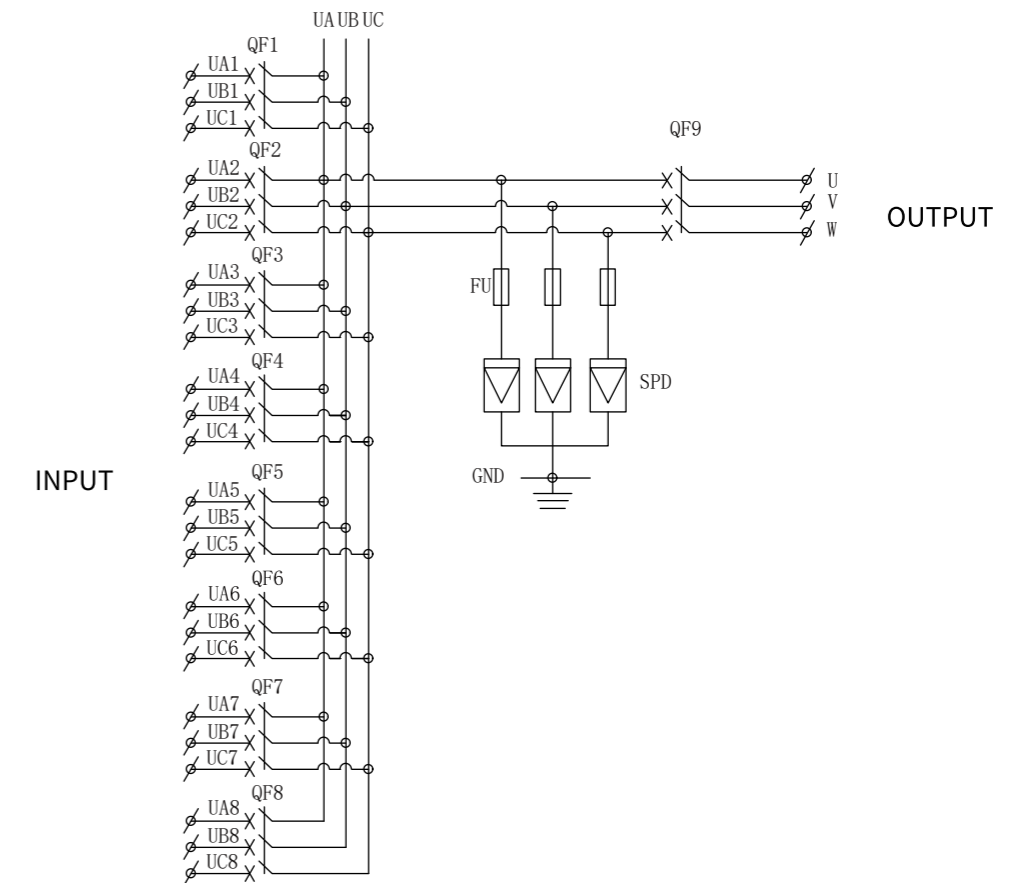 UA UB UC
QF1
UA1
UB1
UC1
QF2
UA2
UB2
UC2
QF3
UA3
UB3
UC3
QF4
UA4
UB4
UC4
QF5
UA5
UB5
UC5
QF6
UA6
UB6
UC6
QF7
UA7
UB7
UC7
QF8
UA8
UB8
UC8
INPUT
QF9
U
V
W
OUTPUT
FU
SPD
GND